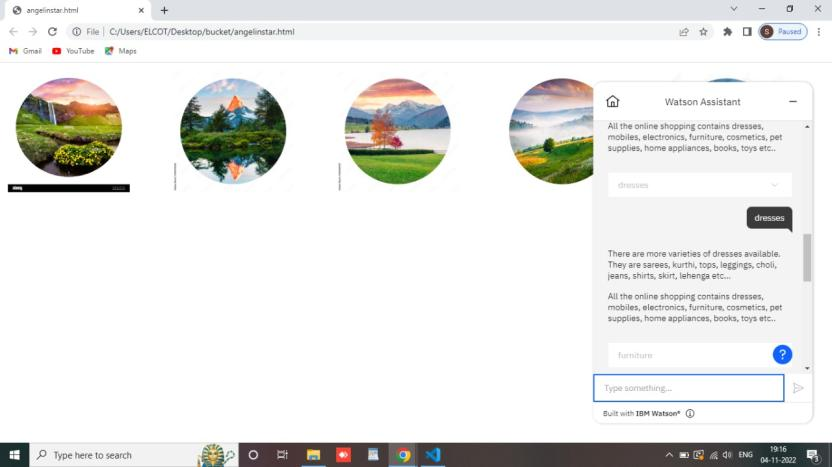 angelinstar.html
File
C:/Users/ELCOT/Desktop/bucket/angelinstar.html
S
Paused
Gmail
YouTube
Maps
Watson Assistant
All the online shopping contains dresses,
mobiles, electronics, furniture, cosmetics, pet
supplies, home appliances, books, toys etc..
dresses
dresses
There are more varieties of dresses available.
They are sarees, kurthi, tops, leggings, choli,
jeans, shirts, skirt, lehenga etc...
All the online shopping contains dresses,
mobiles, electronics, furniture, cosmetics, pet
supplies, home appliances, books, toys etc..
furniture
?
Type something...
Built with IBM Watson®
Type here to search
ENG
19:16
04-11-2022
3